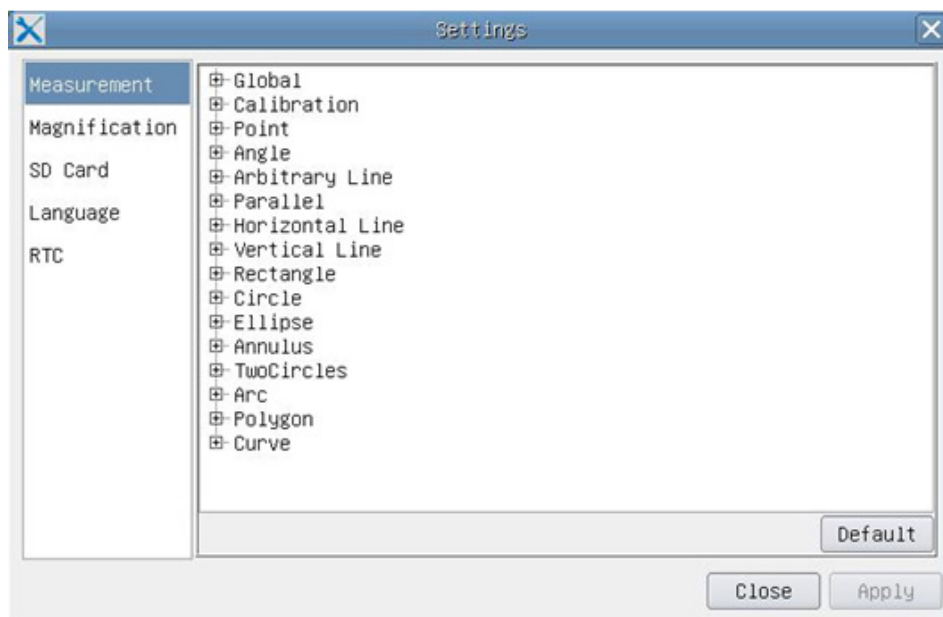 Settings
Measurement
Magnification
SD Card
Language
RTC
Global
Calibration
Point
Angle
Arbitrary Line
Parallel
Horizontal Line
Vertical Line
Rectangle
Circle
Ellipse
Annulus
TwoCircles
Arc
Polygon
Curve
Default
Close
Apply